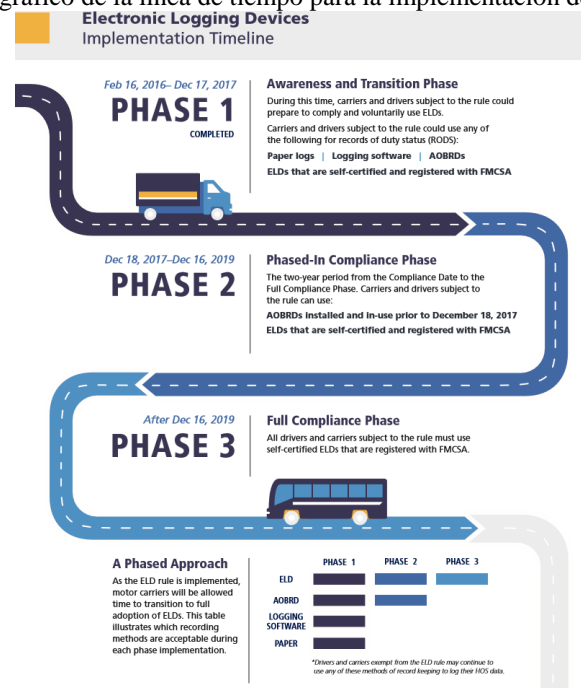 gráfico de la línea de tiempo para la implementación d
Electronic Logging Devices
Implementation Timeline
Feb 16, 2016– Dec 17, 2017
PHASE 1
COMPLETED
Awareness and Transition Phase
During this time, carriers and drivers subject to the rule could
prepare to comply and voluntarily use ELDs.
Carriers and drivers subject to the rule could use any of
the following for records of duty status (RODS):
Paper logs | Logging software | AOBRDs
ELDs that are self-certified and registered with FMCSA
Dec 18, 2017–Dec 16, 2019
PHASE 2
Phased-In Compliance Phase
The two-year period from the Compliance Date to the
Full Compliance Phase. Carriers and drivers subject to
the rule can use:
AOBRDs installed and in-use prior to December 18, 2017
ELDs that are self-certified and registered with FMCSA
After Dec 16, 2019
PHASE 3
Full Compliance Phase
All drivers and carriers subject to the rule must use
self-certified ELDs that are registered with FMCSA.
A Phased Approach
As the ELD rule is implemented,
motor carriers will be allowed
time to transition to full
adoption of ELDs. This table
illustrates which recording
methods are acceptable during
each phase implementation.
PHASE 1 PHASE 2 PHASE 3
ELD
AOBRD
LOGGING
SOFTWARE
PAPER
*Drivers and carriers exempt from the ELD rule may continue to
use any of these methods of record keeping to log their HOS data.